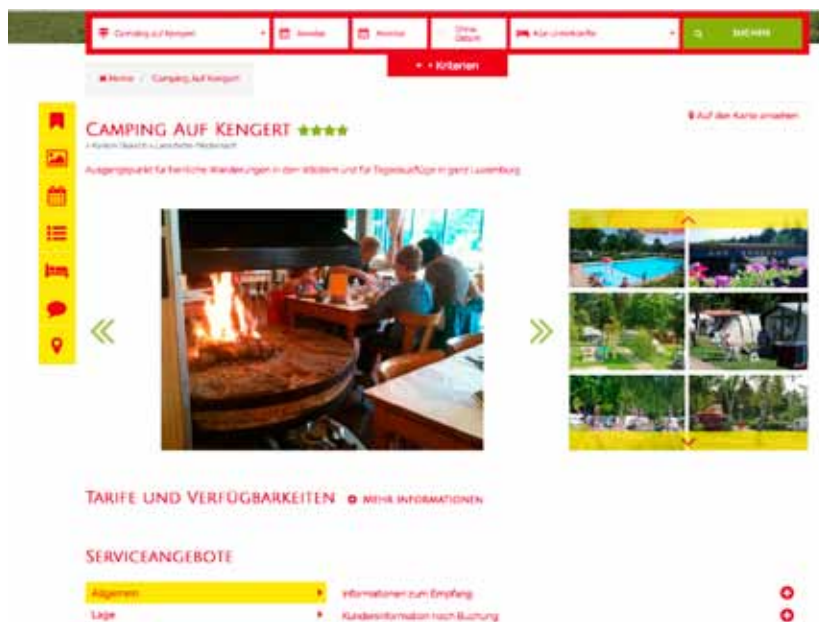 Camping auf Kengert
SUCHEN
Kriterien
Home / Camping Auf Kengert
Auf der Karte ansehen
CAMPING AUF KENGERT ★★★★
Ausgangspunkt für herrliche Wanderungen in den Wäldern und für Tagesausflüge in ganz Luxemburg
TARIFE UND VERFÜGBARKEITEN MEHR INFORMATIONEN
SERVICEANGEBOTE
Allgemein
Informationen zum Empfang
Lage
Kundeninformation nach Buchung